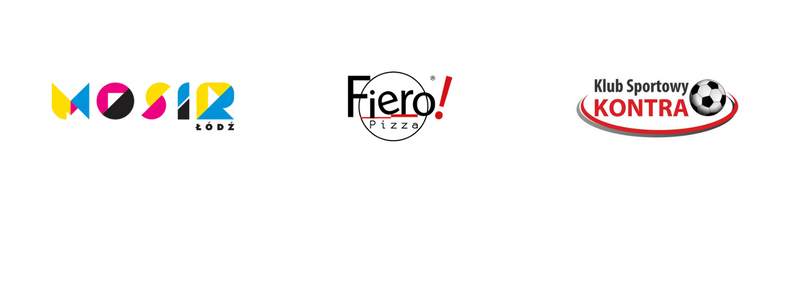 MOSIR
ŁÓDŹ
Fiero!®
Pizza
Klub Sportowy
KONTRA